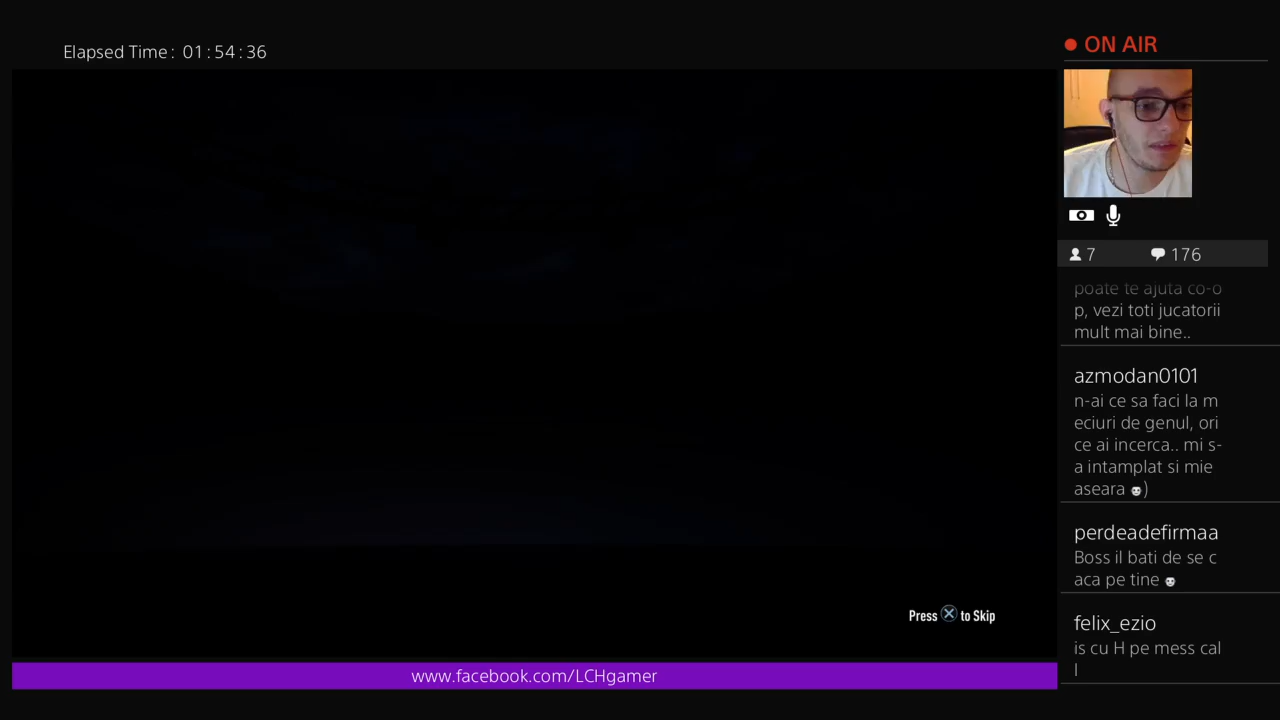 Elapsed Time: 01:54:36
ON AIR
7 176
poate te ajuta co-o
p, vezi toti jucatorii
mult mai bine..
azmodan0101
n-ai ce sa faci la m
eciuri de genul, ori
ce ai incerca.. mi s-
a intamplat si mie
aseara )
perdeadefirmaa
Boss il bati de se c
aca pe tine
felix_ezio
is cu H pe mess cal
l
Press to Skip
www.facebook.com/LCHgamer